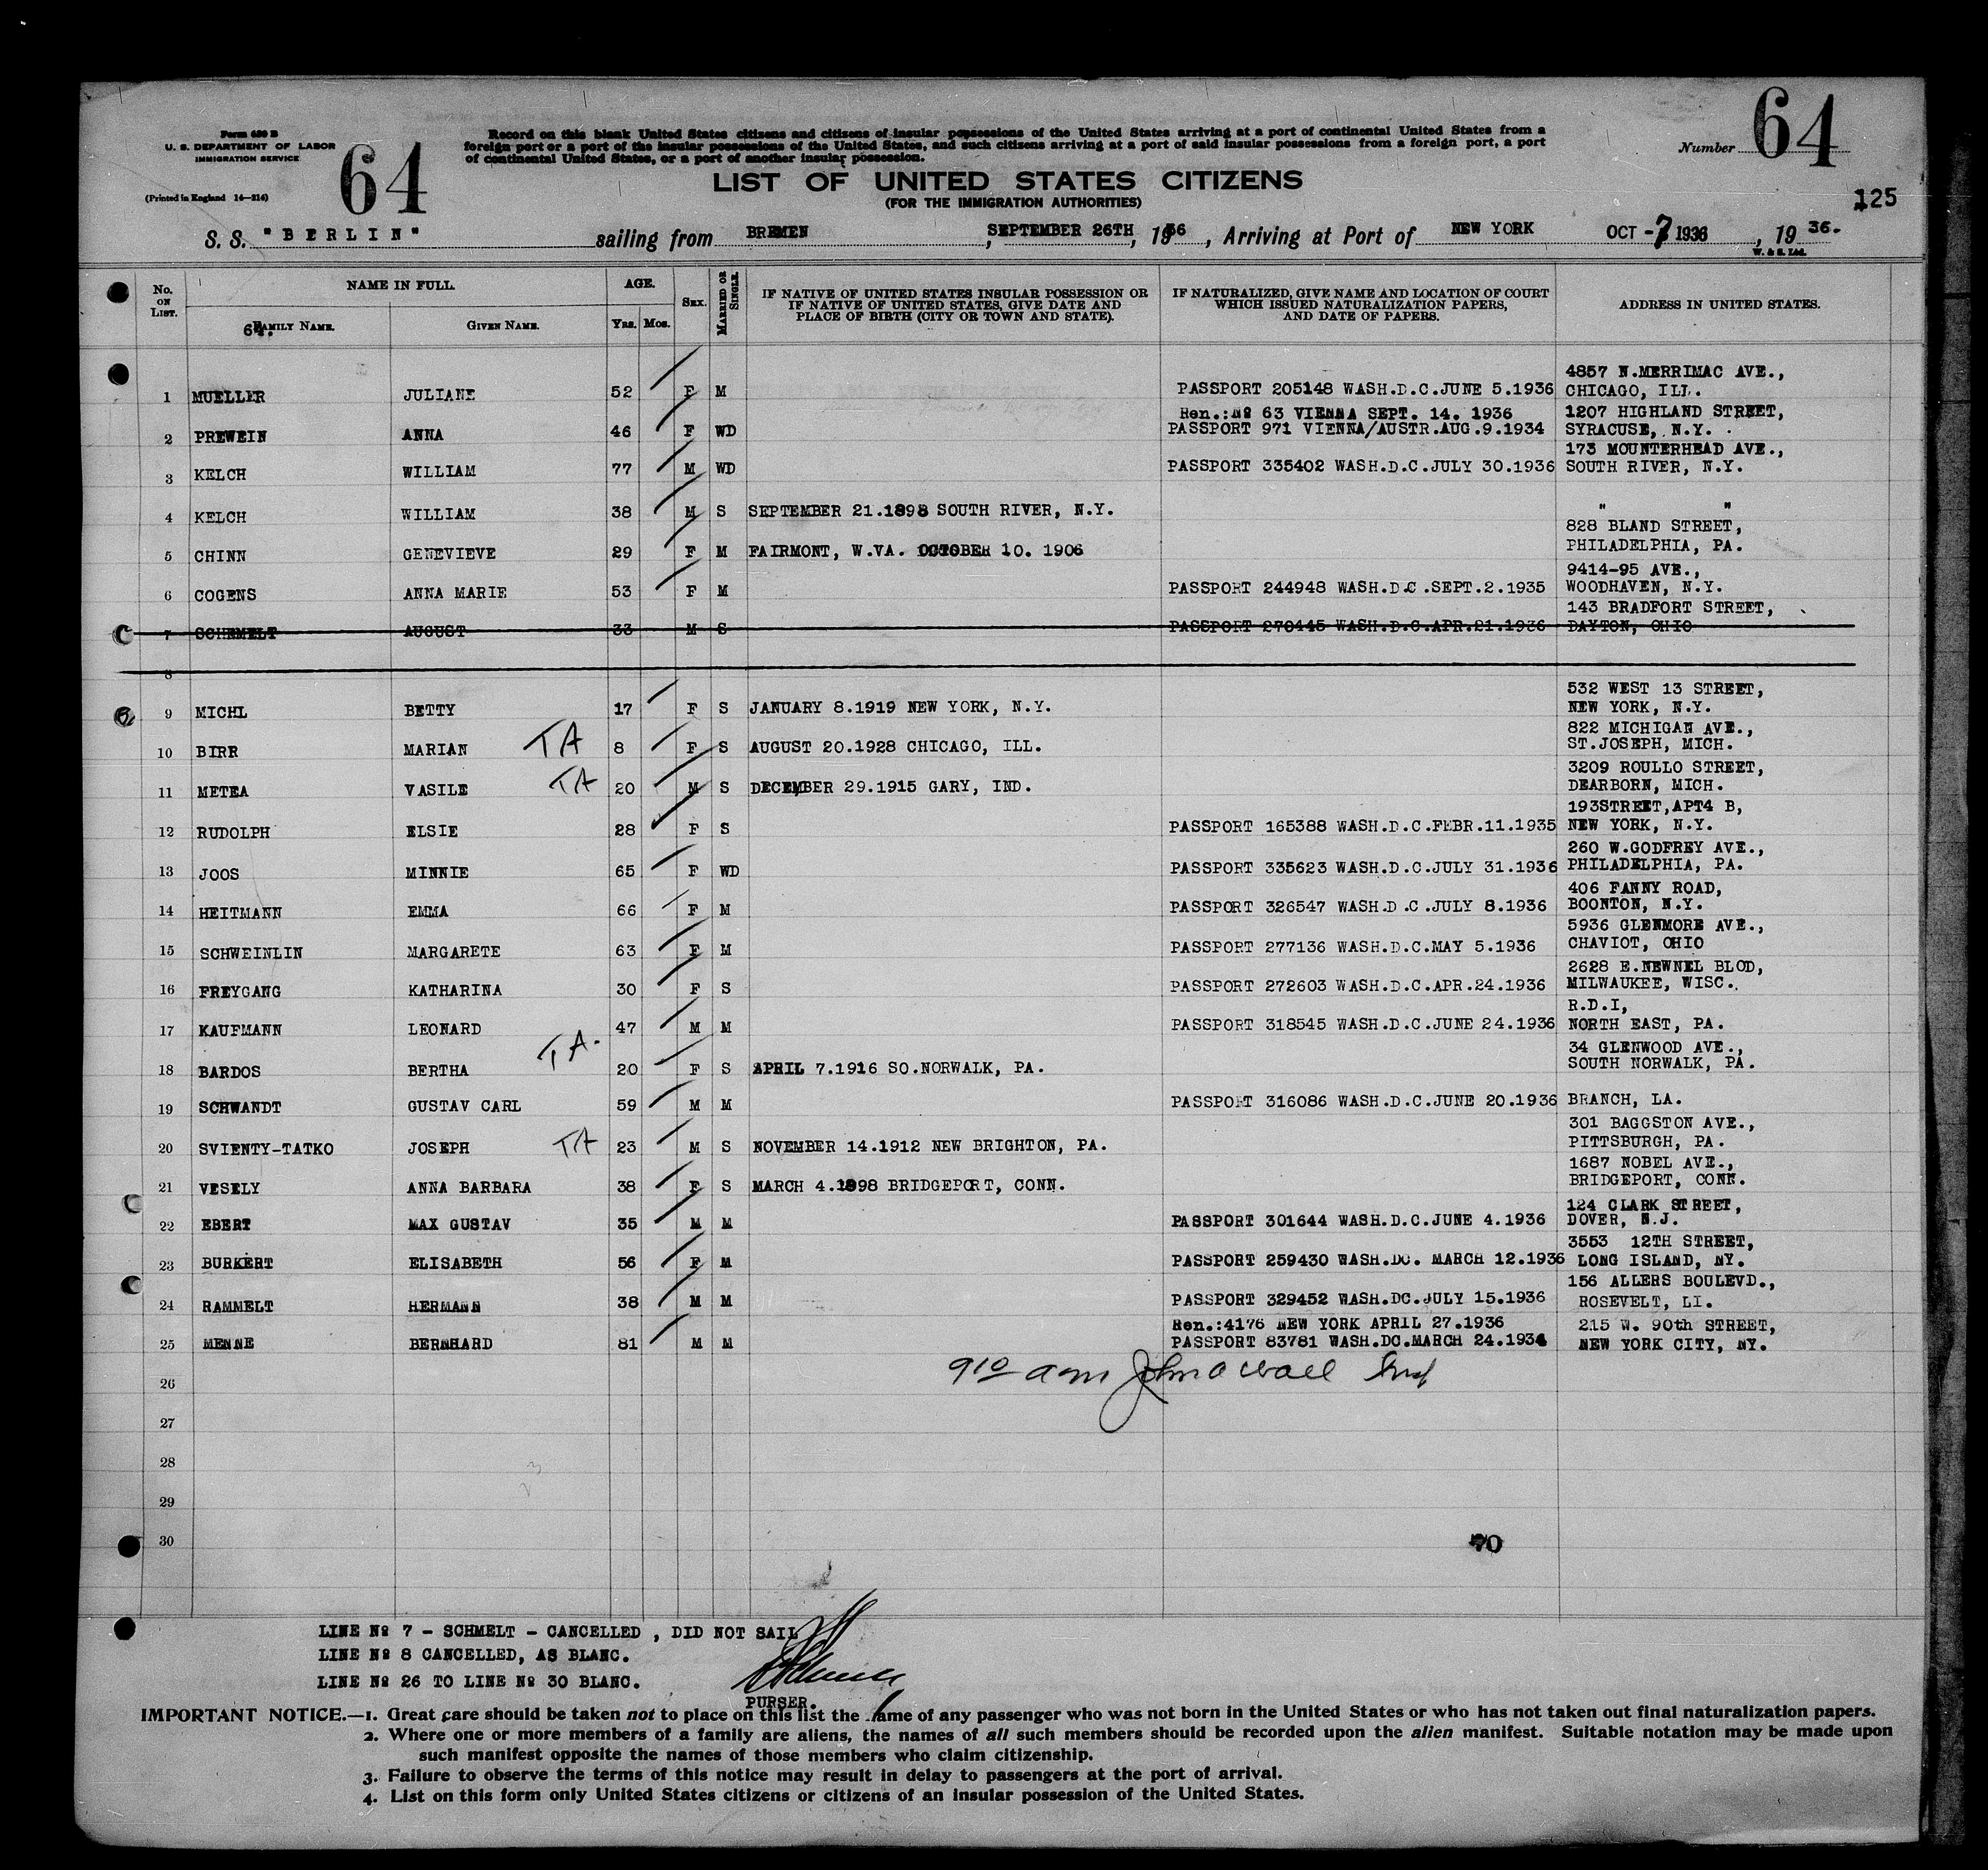 Form 630 B
U. S. DEPARTMENT OF LABOR
IMMIGRATION SERVICE
(Printed in England 14—214)
64
Record on this blank United States citizens and citizens of insular possessions of the United States arriving at a port of continental United States from a
foreign port or a port of the insular possessions of the United States, and such citizens arriving at a port of said insular possessions from a foreign port, a port
of continental United States, or a port of another insular possession.
Number 64
LIST OF UNITED STATES CITIZENS
(FOR THE IMMIGRATION AUTHORITIES)
125
S. S. "BERLIN" sailing from BREMEN, SEPTEMBER 26TH, 1936, Arriving at Port of NEW YORK OCT -7 1936, 19 36.
W. & S. Ltd.
No. ON LIST. NAME IN FULL. AGE. SEX. MARRIED OR SINGLE. IF NATIVE OF UNITED STATES INSULAR POSSESSION OR IF NATIVE OF UNITED STATES, GIVE DATE AND PLACE OF BIRTH (CITY OR TOWN AND STATE). IF NATURALIZED, GIVE NAME AND LOCATION OF COURT WHICH ISSUED NATURALIZATION PAPERS, AND DATE OF PAPERS. ADDRESS IN UNITED STATES.
64. FAMILY NAME. GIVEN NAME. Yrs. Mos.
4857 N.MERRIMAC AVE.,
1 MUELLER JULIANE 52 F M PASSPORT 205148 WASH.D.C.JUNE 5.1936 CHICAGO, ILL.
Ren.:№ 63 VIENNA SEPT. 14. 1936 1207 HIGHLAND STREET,
2 PREWEIN ANNA 46 F WD PASSPORT 971 VIENNA/AUSTR.AUG.9.1934 SYRACUSE, N.Y.
173 MOUNTERHEAD AVE.,
3 KELCH WILLIAM 77 M WD PASSPORT 335402 WASH.D.C.JULY 30.1936 SOUTH RIVER, N.Y.
4 KELCH WILLIAM 38 M S SEPTEMBER 21.1898 SOUTH RIVER, N.Y. " "
828 BLAND STREET,
5 CHINN GENEVIEVE 29 F M FAIRMONT, W.VA. OCTOBER 10. 1906 PHILADELPHIA, PA.
9414-95 AVE.,
6 COGENS ANNA MARIE 53 F M PASSPORT 244948 WASH.D.C.SEPT.2.1935 WOODHAVEN, N.Y.
143 BRADFORT STREET,
7 SCHRMELT AUGUST 33 M S PASSPORT 270445 WASH.D.C.APR.21.1936 DAYTON, OHIO
8
532 WEST 13 STREET,
9 MICHL BETTY 17 F S JANUARY 8.1919 NEW YORK, N.Y. NEW YORK, N.Y.
822 MICHIGAN AVE.,
10 BIRR MARIAN TA 8 F S AUGUST 20.1928 CHICAGO, ILL. ST.JOSEPH, MICH.
3209 ROULLO STREET,
11 METEA VASILE TA 20 M S DECEMBER 29.1915 GARY, IND. DEARBORN, MICH.
193STREET,APT4 B,
12 RUDOLPH ELSIE 28 F S PASSPORT 165388 WASH.D.C.FEBR.11.1935 NEW YORK, N.Y.
260 W.GODFREY AVE.,
13 JOOS MINNIE 65 F WD PASSPORT 335623 WASH.D.C.JULY 31.1936 PHILADELPHIA, PA.
406 FANNY ROAD,
14 HEITMANN EMMA 66 F M PASSPORT 326547 WASH.D.C.JULY 8.1936 BOONTON, N.Y.
5936 GLENMORE AVE.,
15 SCHWEINLIN MARGARETE 63 F M PASSPORT 277136 WASH.D.C.MAY 5.1936 CHAVIOT, OHIO
2628 E.NEWNEL BLOD,
16 FREYGANG KATHARINA 30 F S PASSPORT 272603 WASH.D.C.APR.24.1936 MILWAUKEE, WISC.
R.D.I,
17 KAUFMANN LEONARD 47 M M PASSPORT 318545 WASH.D.C.JUNE 24.1936 NORTH EAST, PA.
34 GLENWOOD AVE.,
18 BARDOS BERTHA TA. 20 F S APRIL 7.1916 SO.NORWALK, PA. SOUTH NORWALK, PA.
19 SCHWANDT GUSTAV CARL 59 M M PASSPORT 316086 WASH.D.C.JUNE 20.1936 BRANCH, LA.
301 BAGGSTON AVE.,
20 SVIENTY-TATKO JOSEPH TA 23 M S NOVEMBER 14.1912 NEW BRIGHTON, PA. PITTSBURGH, PA.
1687 NOBEL AVE.,
21 VESELY ANNA BARBARA 38 F S MARCH 4.1898 BRIDGEPORT, CONN. BRIDGEPORT, CONN.
124 CLARK STREET,
22 EBERT MAX GUSTAV 35 M M PASSPORT 301644 WASH.D.C.JUNE 4.1936 DOVER, N.J.
3553 12TH STREET,
23 BURKERT ELISABETH 56 F M PASSPORT 259430 WASH.DC. MARCH 12.1936 LONG ISLAND, NY.
156 ALLERS BOULEVD.,
24 RAMMELT HERMANN 38 M M PASSPORT 329452 WASH.DC.JULY 15.1936 ROSEVELT, LI.
Ren.:4176 NEW YORK APRIL 27.1936 215 W. 90th STREET,
25 MENNE BERNHARD 81 M M PASSPORT 83781 WASH.DC.MARCH 24.1934 NEW YORK CITY, NY.
26 910 am John a Wall Insp
27
28
29
30 70
LINE № 7 - SCHMELT - CANCELLED , DID NOT SAIL
LINE № 8 CANCELLED, AS BLANC.
LINE № 26 TO LINE № 30 BLANC.
PURSER.
IMPORTANT NOTICE.—1. Great care should be taken not to place on this list the name of any passenger who was not born in the United States or who has not taken out final naturalization papers.
2. Where one or more members of a family are aliens, the names of all such members should be recorded upon the alien manifest. Suitable notation may be made upon
such manifest opposite the names of those members who claim citizenship.
3. Failure to observe the terms of this notice may result in delay to passengers at the port of arrival.
4. List on this form only United States citizens or citizens of an insular possession of the United States.